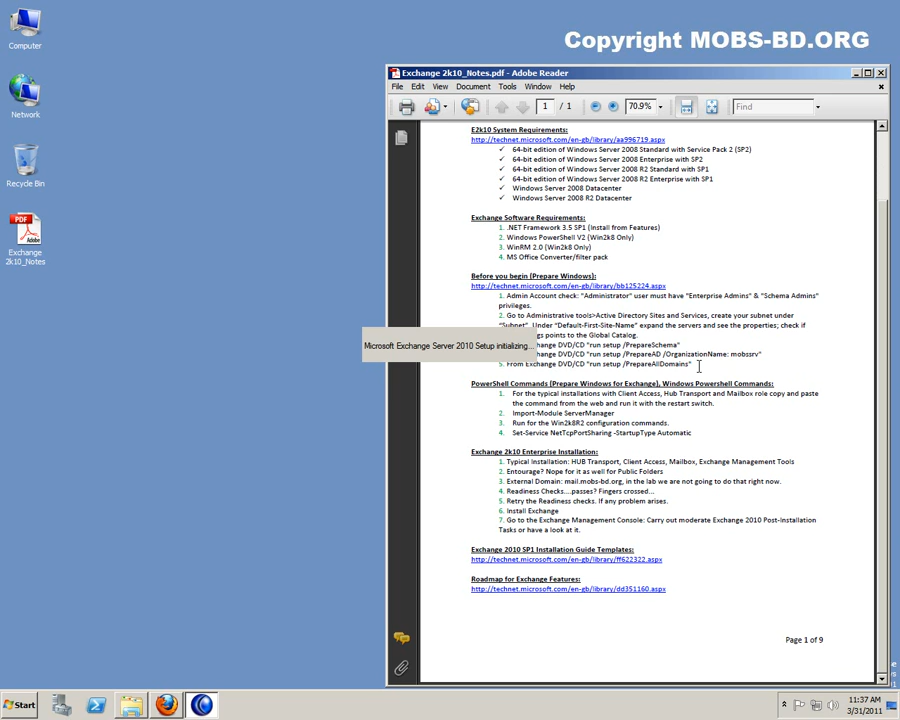 Computer
Network
Recycle Bin
PDF
Adobe
Exchange
2k10_Notes
Copyright MOBS-BD.ORG
Exchange 2k10_Notes.pdf - Adobe Reader
File Edit View Document Tools Window Help
1 / 1 70.9% Find
E2k10 System Requirements:
http://technet.microsoft.com/en-gb/library/aa996719.aspx
✓ 64-bit edition of Windows Server 2008 Standard with Service Pack 2 (SP2)
✓ 64-bit edition of Windows Server 2008 Enterprise with SP2
✓ 64-bit edition of Windows Server 2008 R2 Standard with SP1
✓ 64-bit edition of Windows Server 2008 R2 Enterprise with SP1
✓ Windows Server 2008 Datacenter
✓ Windows Server 2008 R2 Datacenter
Exchange Software Requirements:
1. .NET Framework 3.5 SP1 (Install from Features)
2. Windows PowerShell V2 (Win2k8 Only)
3. WinRM 2.0 (Win2k8 Only)
4. MS Office Converter/filter pack
Before you begin (Prepare Windows):
http://technet.microsoft.com/en-gb/library/bb125224.aspx
1. Admin Account check: "Administrator" user must have "Enterprise Admins" & "Schema Admins"
privileges.
2. Go to Administrative tools>Active Directory Sites and Services, create your subnet under
"Subnet". Under "Default-First-Site-Name" expand the servers and see the properties; check if
ngs points to the Global Catalog.
hange DVD/CD "run setup /PrepareSchema"
hange DVD/CD "run setup /PrepareAD /OrganizationName: mobssrv"
5. From Exchange DVD/CD "run setup /PrepareAllDomains"
Microsoft Exchange Server 2010 Setup initializing...
PowerShell Commands (Prepare Windows for Exchange), Windows Powershell Commands:
1. For the typical installations with Client Access, Hub Transport and Mailbox role copy and paste
the command from the web and run it with the restart switch.
2. Import-Module ServerManager
3. Run for the Win2k8R2 configuration commands.
4. Set-Service NetTcpPortSharing -StartupType Automatic
Exchange 2k10 Enterprise Installation:
1. Typical Installation: HUB Transport, Client Access, Mailbox, Exchange Management Tools
2. Entourage? Nope for it as well for Public Folders
3. External Domain: mail.mobs-bd.org, in the lab we are not going to do that right now.
4. Readiness Checks....passes? Fingers crossed...
5. Retry the Readiness checks. If any problem arises.
6. Install Exchange
7. Go to the Exchange Management Console: Carry out moderate Exchange 2010 Post-Installation
Tasks or have a look at it.
Exchange 2010 SP1 Installation Guide Templates:
http://technet.microsoft.com/en-gb/library/ff622322.aspx
Roadmap for Exchange Features:
http://technet.microsoft.com/en-gb/library/dd351160.aspx
Page 1 of 9
Start
11:37 AM
3/31/2011